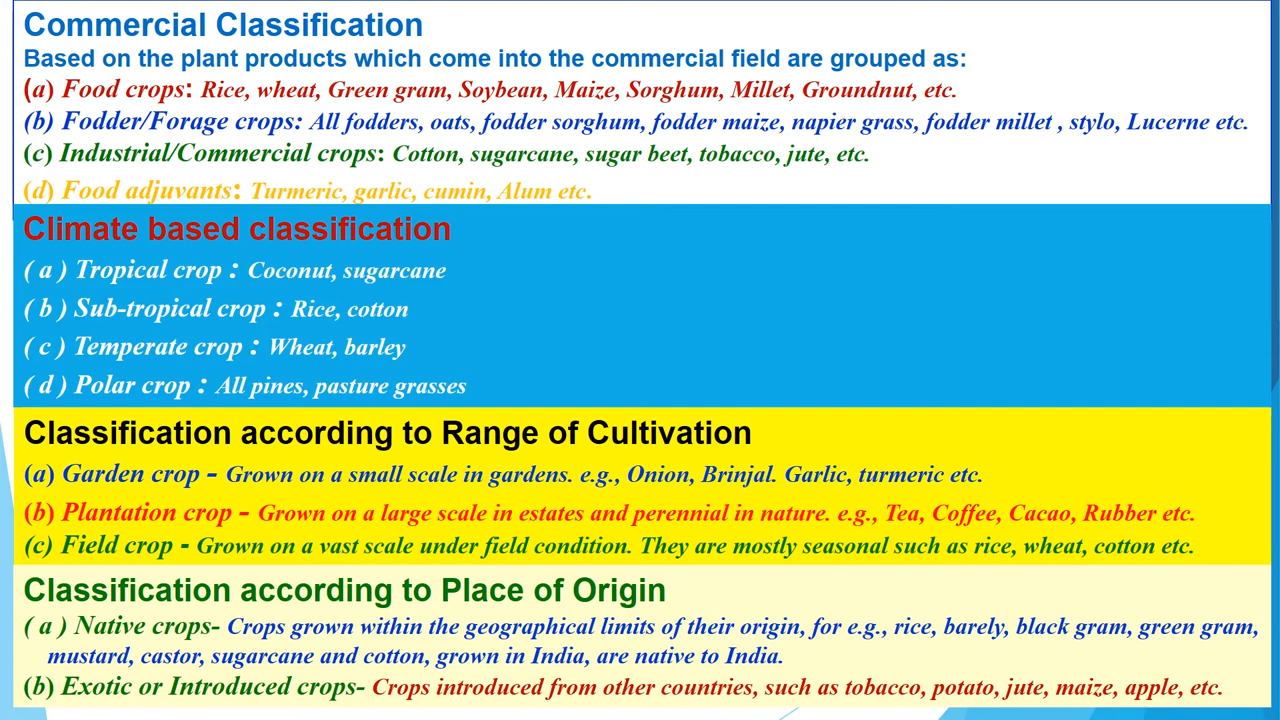 Commercial Classification
Based on the plant products which come into the commercial field are grouped as:
(a) Food crops: Rice, wheat, Green gram, Soybean, Maize, Sorghum, Millet, Groundnut, etc.
(b) Fodder/Forage crops: All fodders, oats, fodder sorghum, fodder maize, napier grass, fodder millet , stylo, Lucerne etc.
(c) Industrial/Commercial crops: Cotton, sugarcane, sugar beet, tobacco, jute, etc.
(d) Food adjuvants: Turmeric, garlic, cumin, Alum etc.
Climate based classification
( a ) Tropical crop : Coconut, sugarcane
( b ) Sub-tropical crop : Rice, cotton
( c ) Temperate crop : Wheat, barley
( d ) Polar crop : All pines, pasture grasses
Classification according to Range of Cultivation
(a) Garden crop - Grown on a small scale in gardens. e.g., Onion, Brinjal. Garlic, turmeric etc.
(b) Plantation crop - Grown on a large scale in estates and perennial in nature. e.g., Tea, Coffee, Cacao, Rubber etc.
(c) Field crop - Grown on a vast scale under field condition. They are mostly seasonal such as rice, wheat, cotton etc.
Classification according to Place of Origin
( a ) Native crops- Crops grown within the geographical limits of their origin, for e.g., rice, barely, black gram, green gram,
mustard, castor, sugarcane and cotton, grown in India, are native to India.
(b) Exotic or Introduced crops- Crops introduced from other countries, such as tobacco, potato, jute, maize, apple, etc.